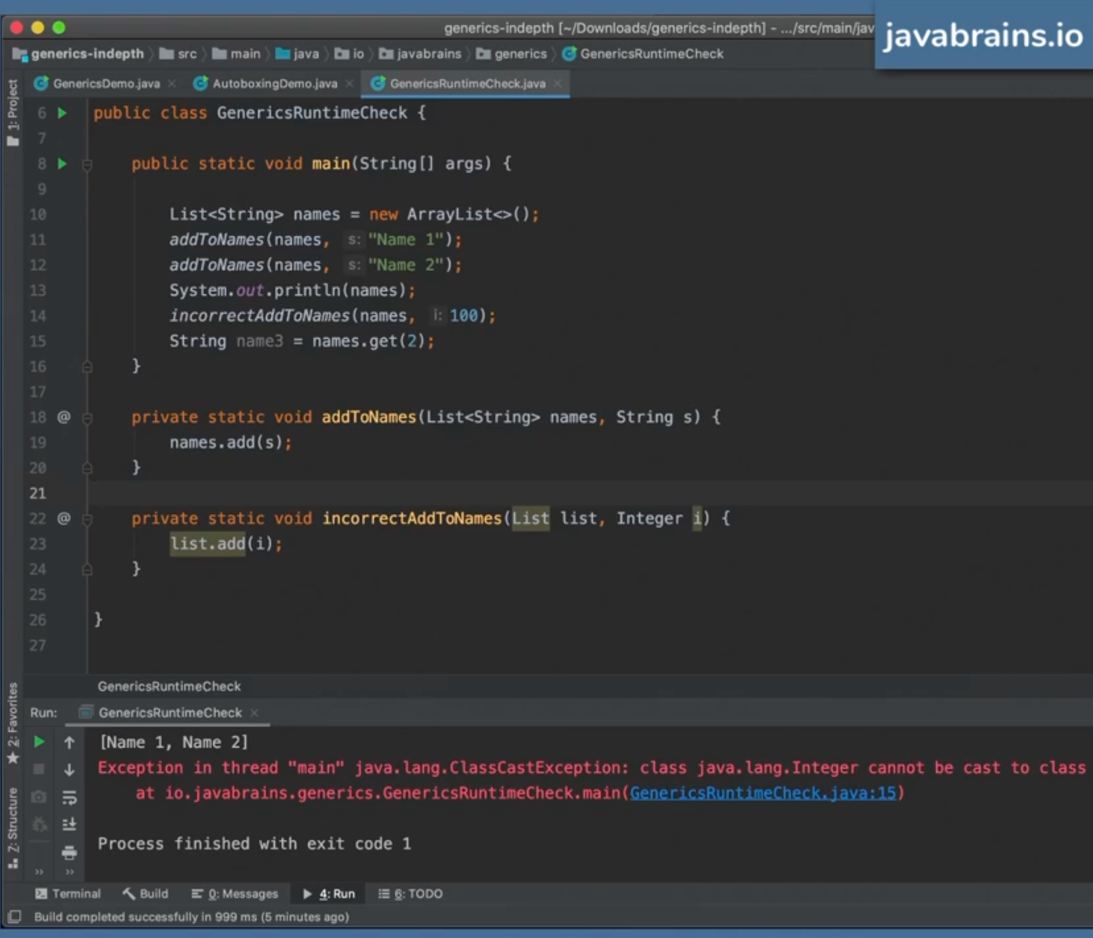 generics-indepth [~/Downloads/generics-indepth] - .../src/main/jav
javabrains.io
generics-indepth src main java io javabrains generics GenericsRuntimeCheck
GenericsDemo.java AutoboxingDemo.java GenericsRuntimeCheck.java
1: Project
6 public class GenericsRuntimeCheck {
7
8 public static void main(String[] args) {
9
10 List<String> names = new ArrayList<>();
11 addToNames(names, s: "Name 1");
12 addToNames(names, s: "Name 2");
13 System.out.println(names);
14 incorrectAddToNames(names, i: 100);
15 String name3 = names.get(2);
16 }
17
18 @ private static void addToNames(List<String> names, String s) {
19 names.add(s);
20 }
21
22 @ private static void incorrectAddToNames(List list, Integer i) {
23 list.add(i);
24 }
25
26 }
27
GenericsRuntimeCheck
2: Favorites
Run: GenericsRuntimeCheck
[Name 1, Name 2]
Exception in thread "main" java.lang.ClassCastException: class java.lang.Integer cannot be cast to class
at io.javabrains.generics.GenericsRuntimeCheck.main(GenericsRuntimeCheck.java:15)
Process finished with exit code 1
Z: Structure
Terminal Build 0: Messages 4: Run 6: TODO
Build completed successfully in 999 ms (5 minutes ago)